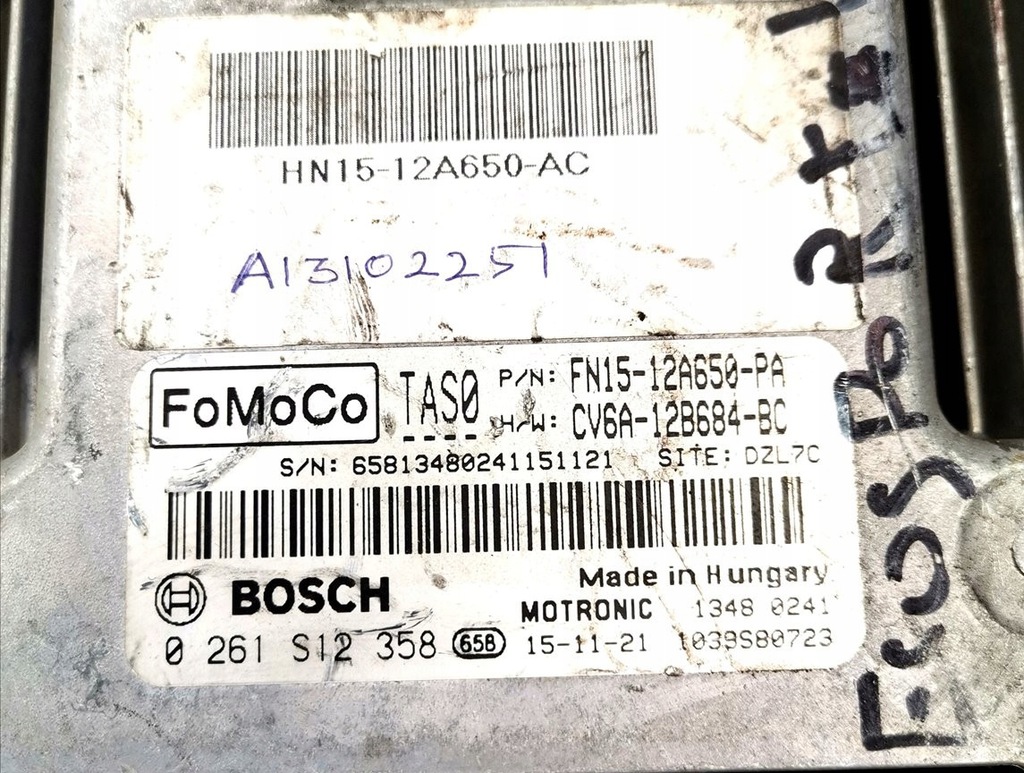 HN15-12A650-AC
A13102251
FoMoCo
TAS0
P/N: FN15-12A650-PA
H/W: CV6A-12B684-BC
S/N: 65813480241151121 SITE: DZL7C
BOSCH
Made in Hungary
MOTRONIC 1348 0241
0 261 S12 358 65B 15-11-21 1039S80723